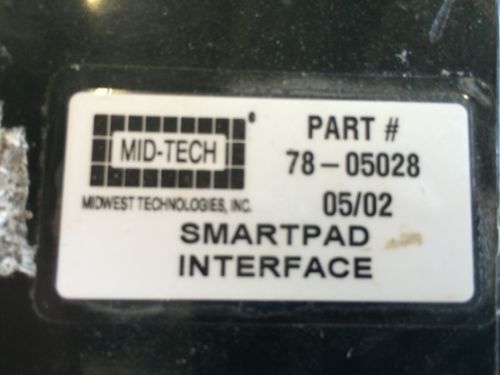 MID-TECH
MIDWEST TECHNOLOGIES, INC.
PART #
78-05028
05/02
SMARTPAD
INTERFACE